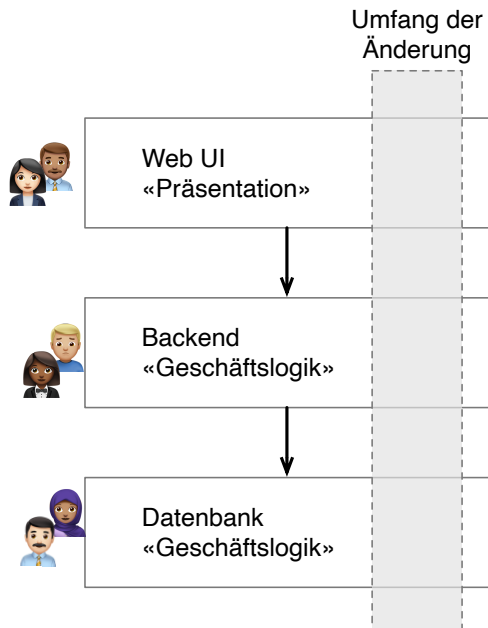 Umfang der
Änderung
Web UI
«Präsentation»
Backend
«Geschäftslogik»
Datenbank
«Geschäftslogik»